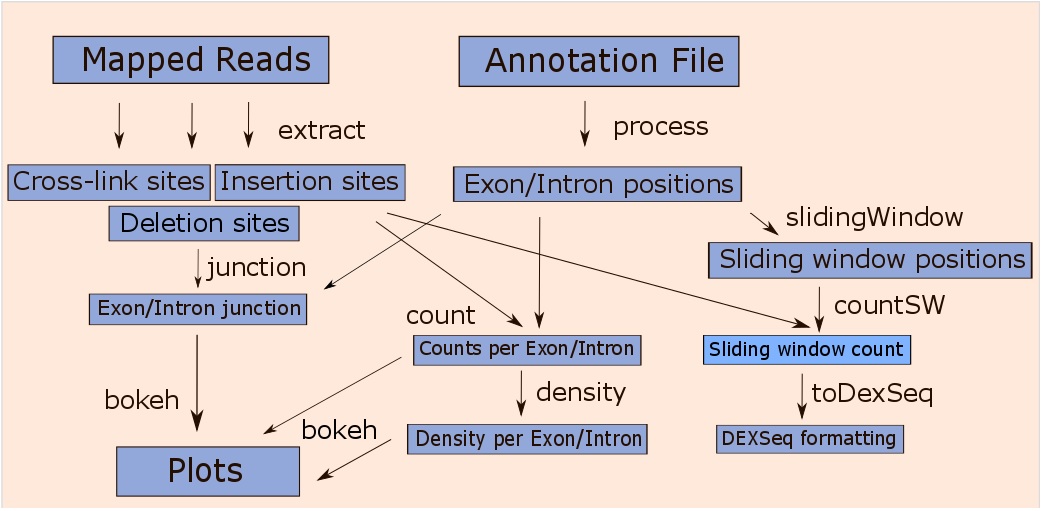 Mapped Reads
Annotation File
extract
process
Cross-link sites
Insertion sites
Exon/Intron positions
Deletion sites
slidingWindow
junction
Sliding window positions
Exon/Intron junction
count
countSW
Counts per Exon/Intron
Sliding window count
bokeh
density
toDexSeq
bokeh
Density per Exon/Intron
DEXSeq formatting
Plots